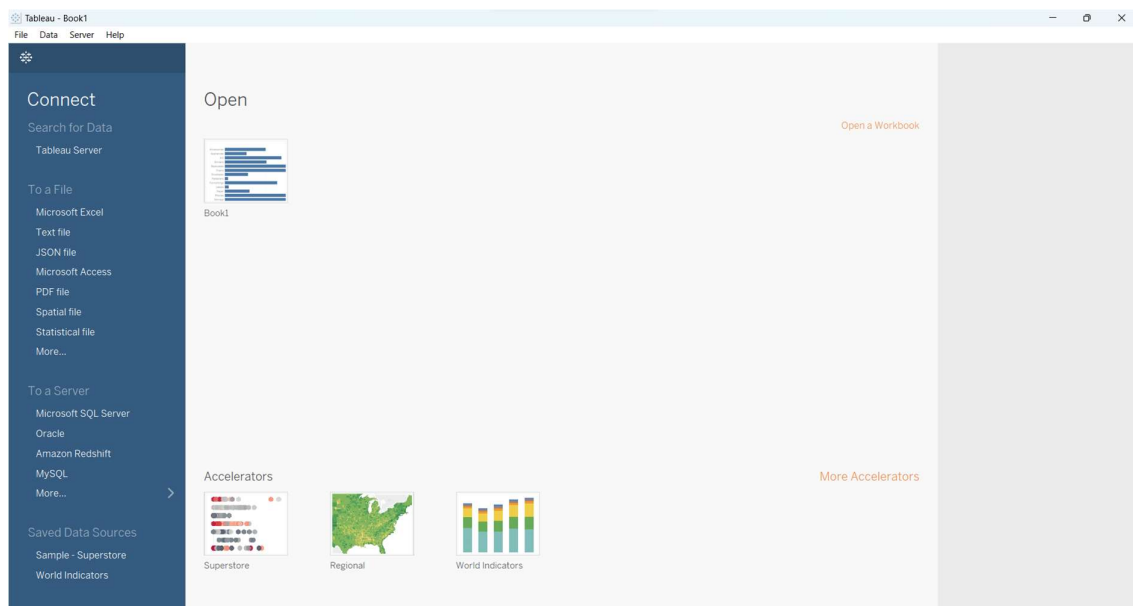 Tableau - Book1
File Data Server Help
Connect
Search for Data
Tableau Server
To a File
Microsoft Excel
Text file
JSON file
Microsoft Access
PDF file
Spatial file
Statistical file
More...
To a Server
Microsoft SQL Server
Oracle
Amazon Redshift
MySQL
More...
Saved Data Sources
Sample - Superstore
World Indicators
Open
Open a Workbook
Book1
Accelerators
More Accelerators
Superstore
Regional
World Indicators